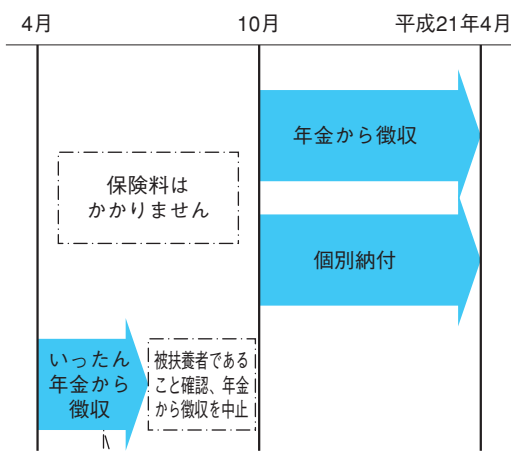 4月 10月 平成21年4月
年金から徴収
保険料は
かかりません
個別納付
いったん
年金から
徴収
被扶養者である
こと確認、年金
から徴収を中止